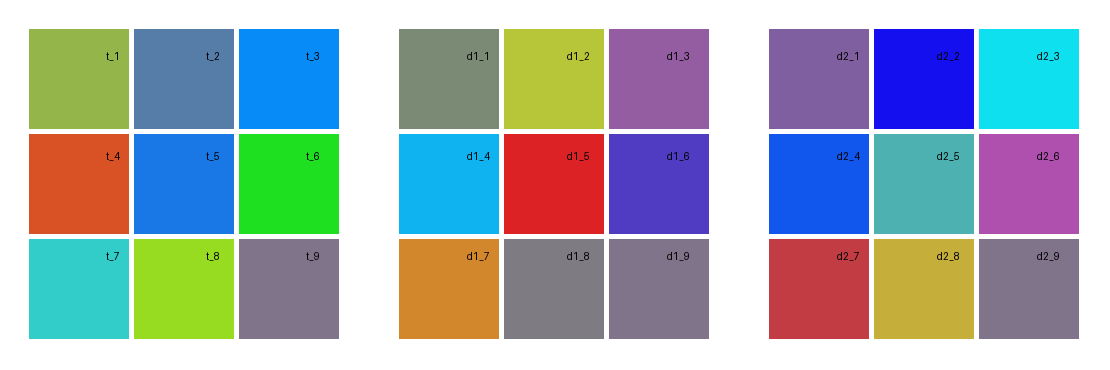 t_1 t_2 t_3 d1_1 d1_2 d1_3 d2_1 d2_2 d2_3
t_4 t_5 t_6 d1_4 d1_5 d1_6 d2_4 d2_5 d2_6
t_7 t_8 t_9 d1_7 d1_8 d1_9 d2_7 d2_8 d2_9